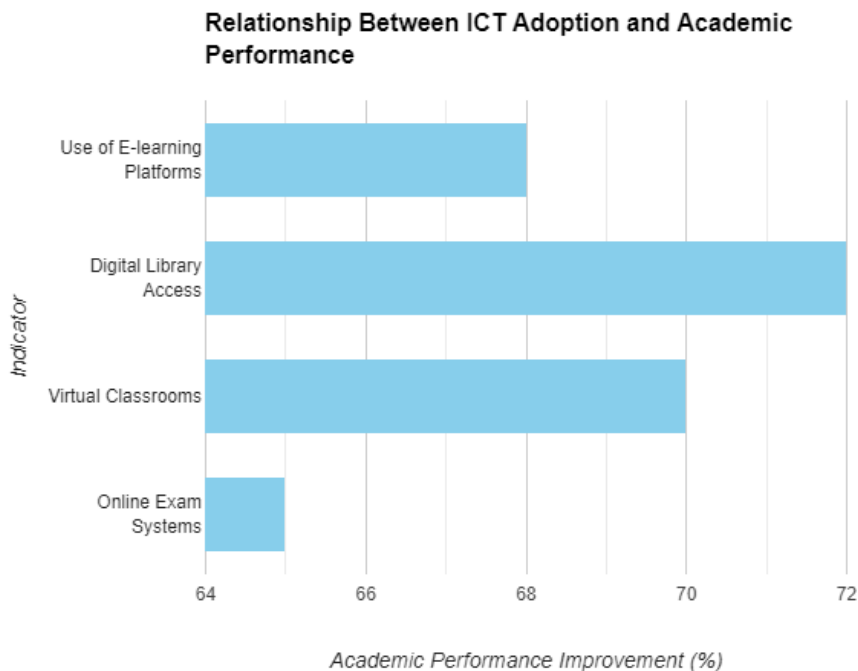 Relationship Between ICT Adoption and Academic
Performance
Use of E-learning
Platforms
Digital Library
Access
Indicator
Virtual Classrooms
Online Exam
Systems
64 66 68 70 72
Academic Performance Improvement (%)